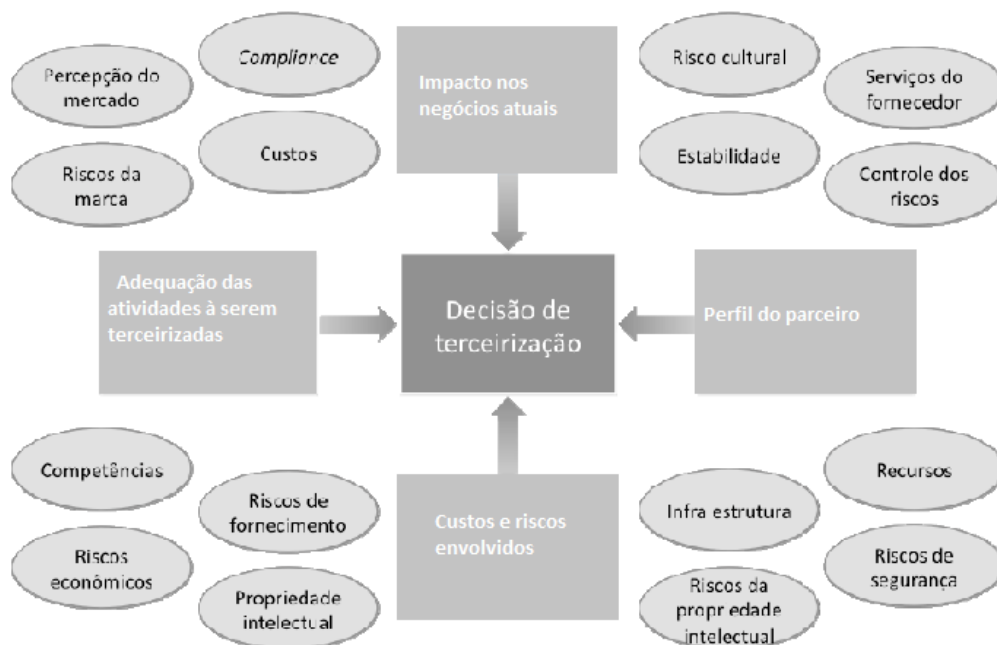 Compliance
Percepção do
mercado
Custos
Riscos da
marca
Impacto nos
negócios atuais
Risco cultural
Serviços do
fornecedor
Estabilidade
Controle dos
riscos
Adequação das
atividades à serem
terceirizadas
Decisão de
terceirização
Perfil do parceiro
Competências
Riscos de
fornecimento
Riscos
econômicos
Propriedade
intelectual
Custos e riscos
envolvidos
Recursos
Infra estrutura
Riscos de
segurança
Riscos da
propr edade
intelectual